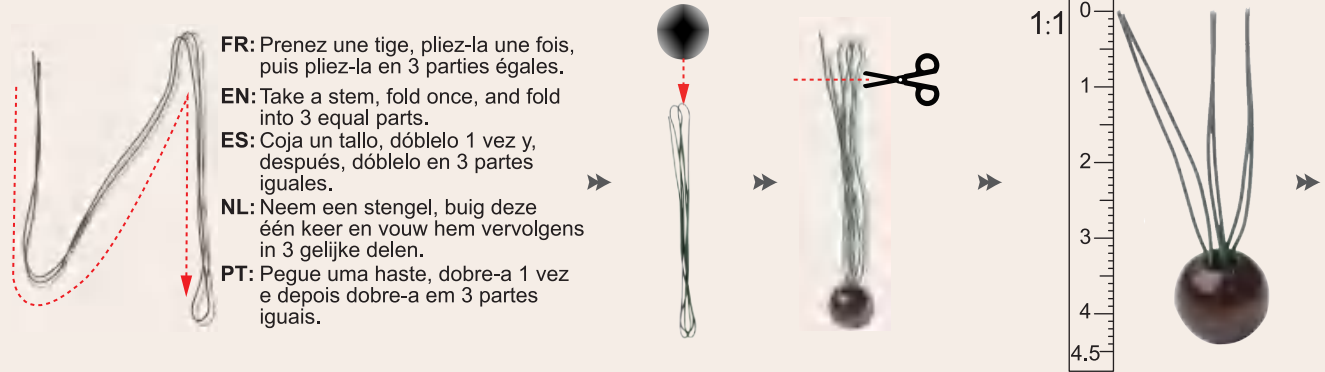 FR: Prenez une tige, pliez-la une fois,
puis pliez-la en 3 parties égales.
EN: Take a stem, fold once, and fold
into 3 equal parts.
ES: Coja un tallo, dóblelo 1 vez y,
después, dóblelo en 3 partes
iguales.
NL: Neem een stengel, buig deze
één keer en vouw hem vervolgens
in 3 gelijke delen.
PT: Pegue uma haste, dobre-a 1 vez
e depois dobre-a em 3 partes
iguais.
1:1
0
1
2
3
4
4.5